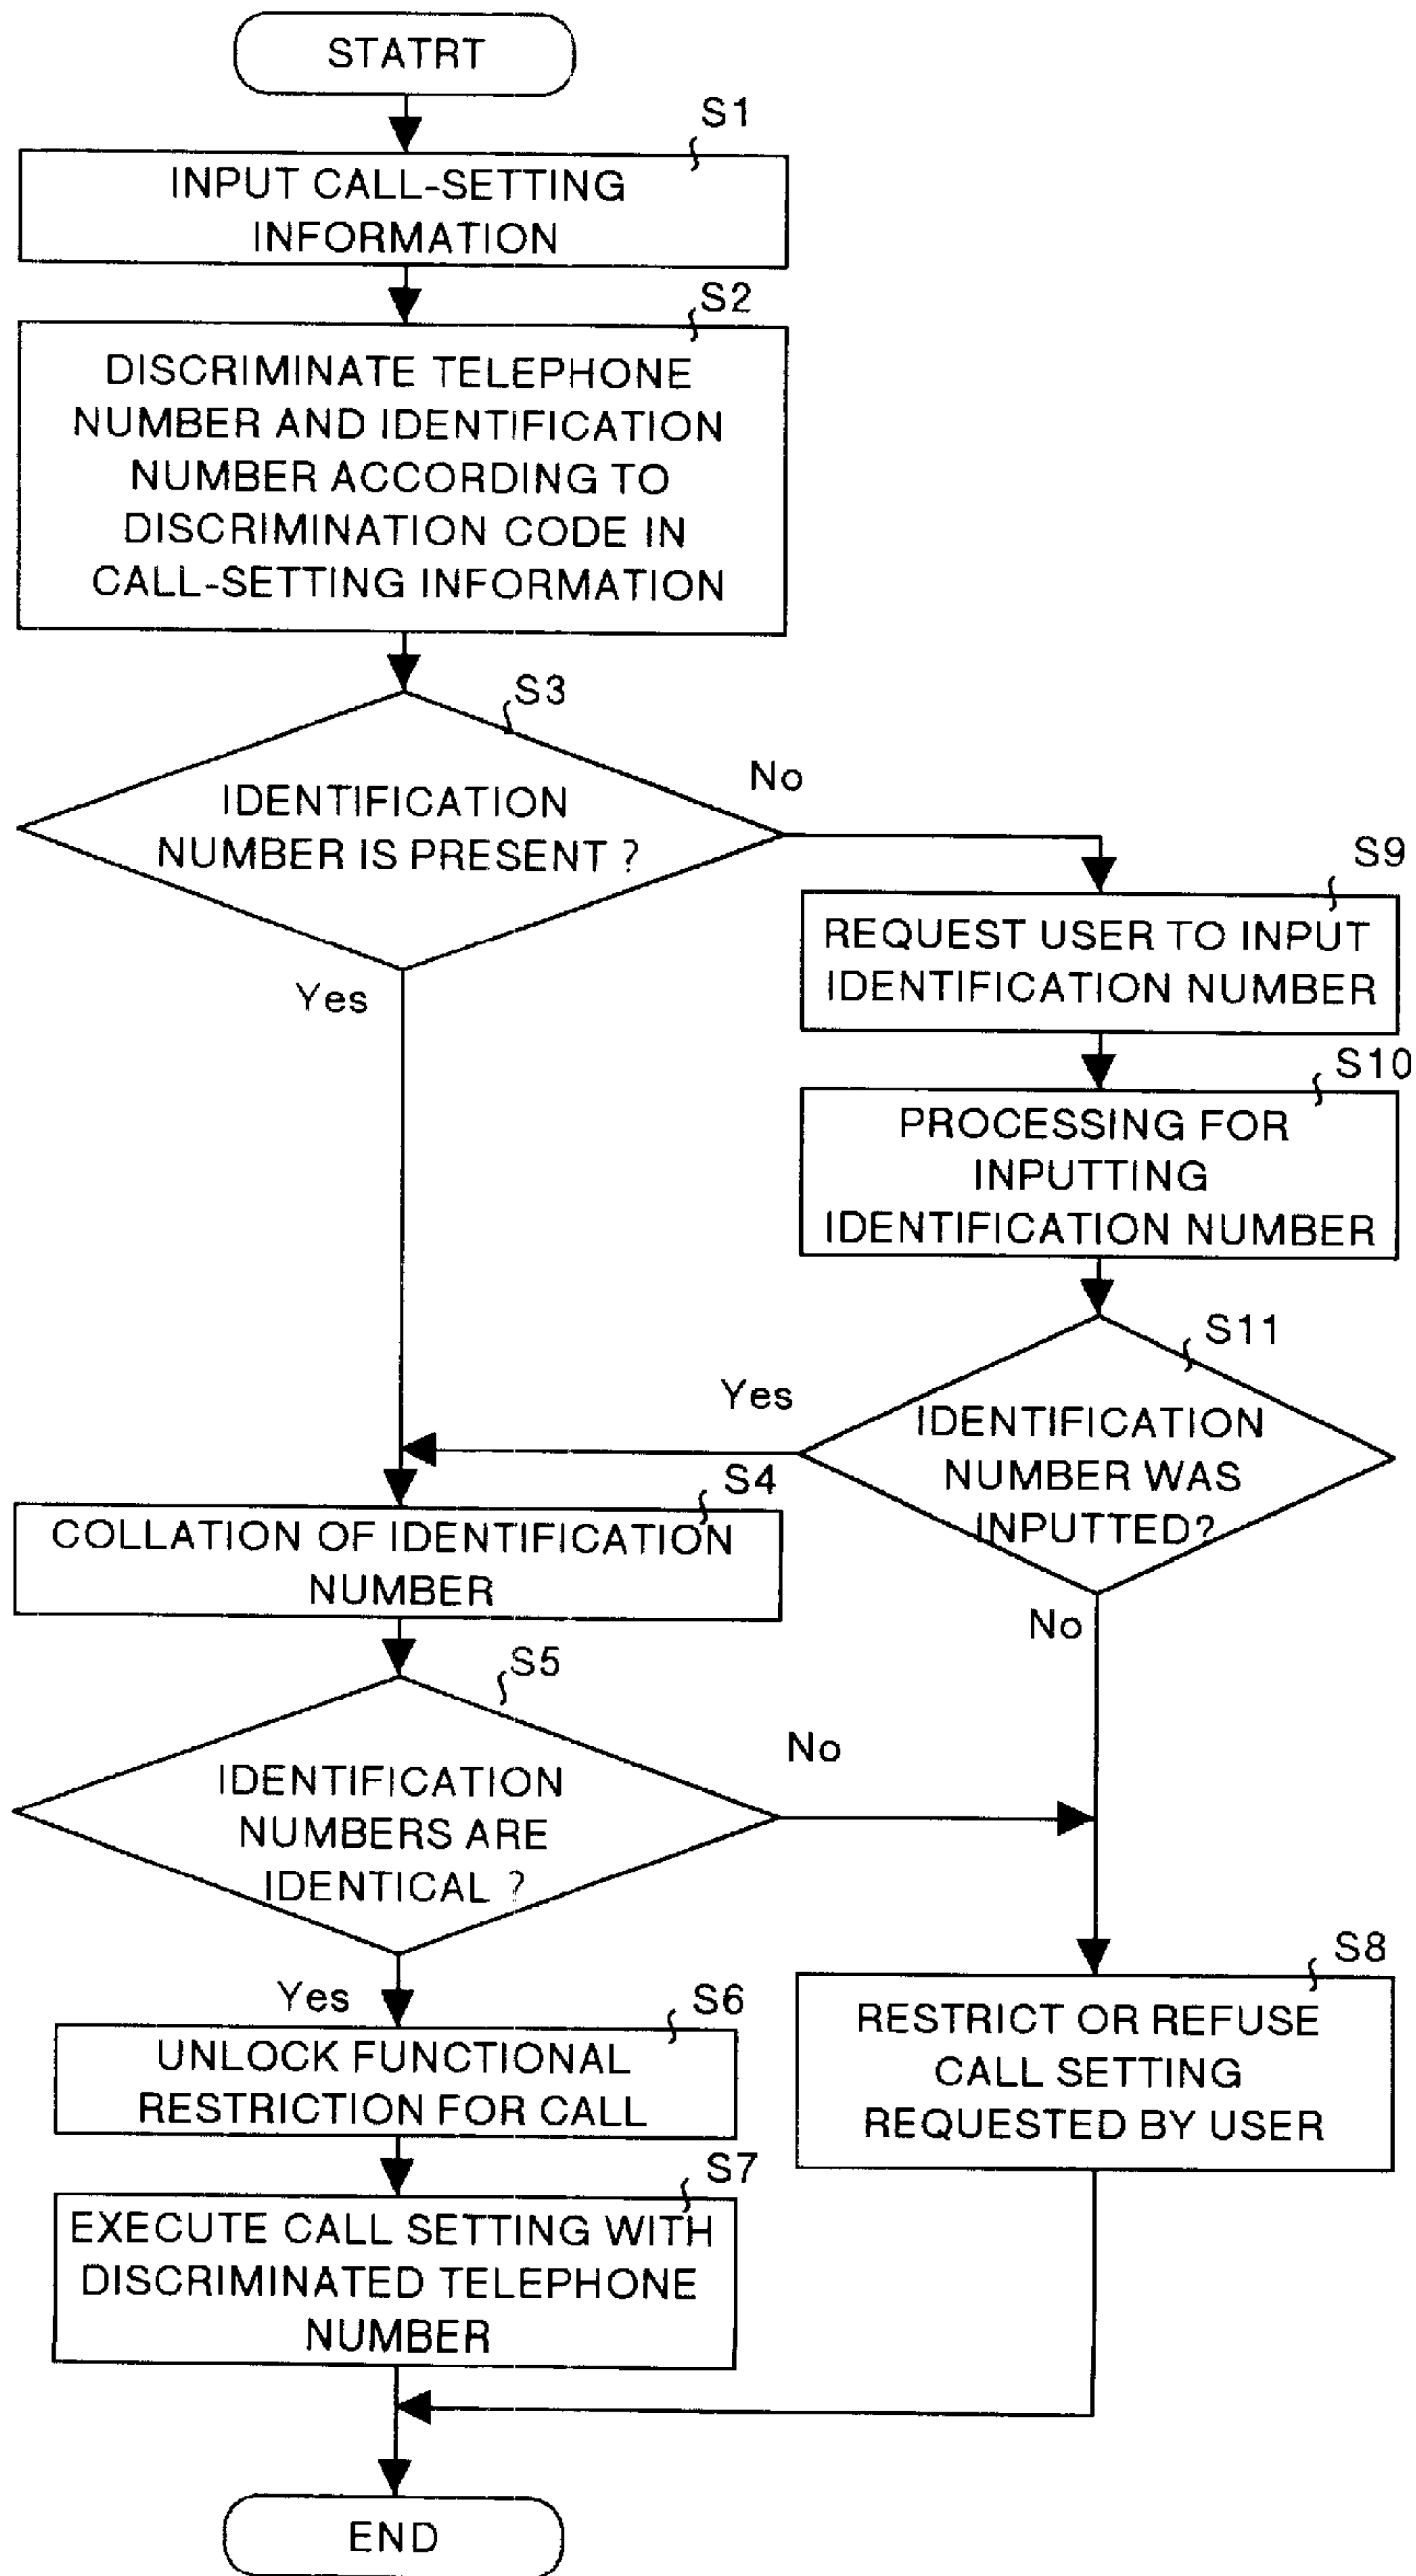 STATRT
S1
INPUT CALL-SETTING
INFORMATION
S2
DISCRIMINATE TELEPHONE
NUMBER AND IDENTIFICATION
NUMBER ACCORDING TO
DISCRIMINATION CODE IN
CALL-SETTING INFORMATION
S3
IDENTIFICATION
NUMBER IS PRESENT ?
No
Yes
S9
REQUEST USER TO INPUT
IDENTIFICATION NUMBER
S10
PROCESSING FOR
INPUTTING
IDENTIFICATION NUMBER
S11
IDENTIFICATION
NUMBER WAS
INPUTTED?
Yes
No
S4
COLLATION OF IDENTIFICATION
NUMBER
S5
IDENTIFICATION
NUMBERS ARE
IDENTICAL ?
No
Yes
S6
UNLOCK FUNCTIONAL
RESTRICTION FOR CALL
S7
EXECUTE CALL SETTING WITH
DISCRIMINATED TELEPHONE
NUMBER
S8
RESTRICT OR REFUSE
CALL SETTING
REQUESTED BY USER
END